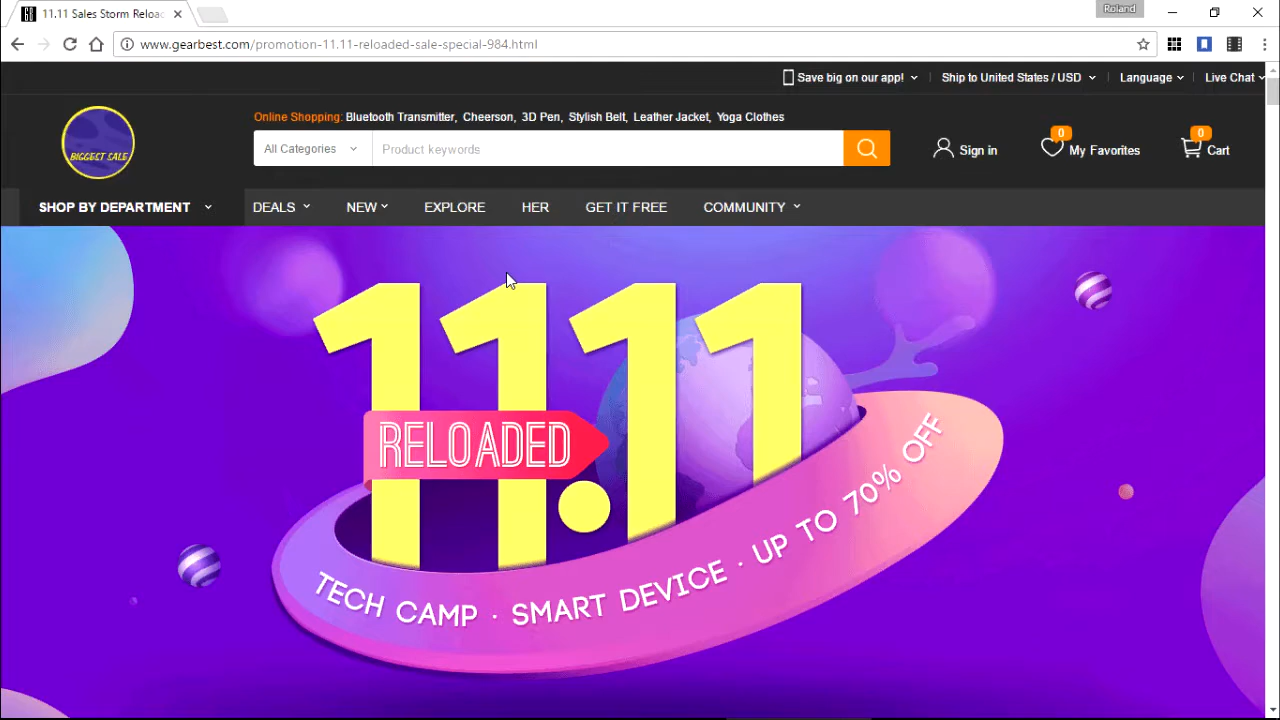 11.11 Sales Storm Reloac
Roland
www.gearbest.com/promotion-11.11-reloaded-sale-special-984.html
Save big on our app!
Ship to United States / USD
Language
Live Chat
BIGGEST SALE
Online Shopping: Bluetooth Transmitter, Cheerson, 3D Pen, Stylish Belt, Leather Jacket, Yoga Clothes
All Categories
Product keywords
Sign in
0
My Favorites
0
Cart
SHOP BY DEPARTMENT
DEALS
NEW
EXPLORE
HER
GET IT FREE
COMMUNITY
11.11
RELOADED
TECH CAMP · SMART DEVICE · UP TO 70% OFF